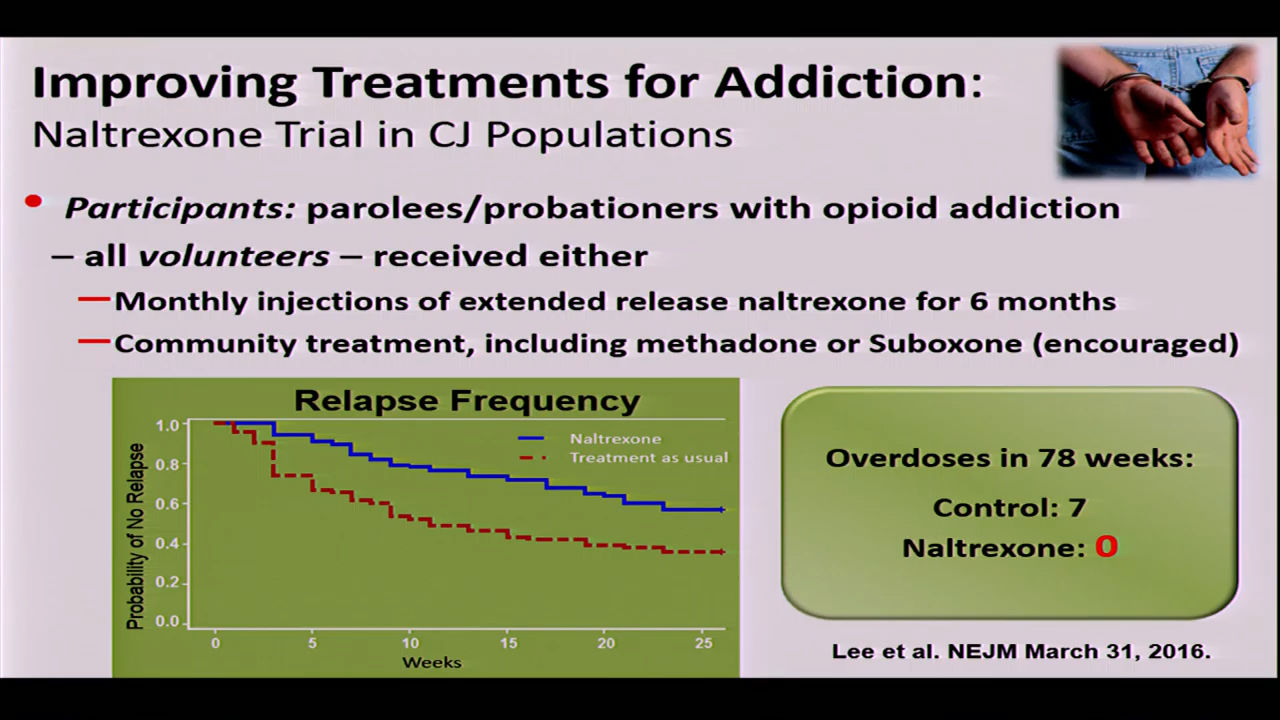 Improving Treatments for Addiction:
Naltrexone Trial in CJ Populations
• Participants: parolees/probationers with opioid addiction
– all volunteers – received either
— Monthly injections of extended release naltrexone for 6 months
— Community treatment, including methadone or Suboxone (encouraged)
Relapse Frequency
Probability of No Relapse
1.0
0.8
0.6
0.4
0.2
0.0
Naltrexone
Treatment as usual
0 5 10 15 20 25
Weeks
Overdoses in 78 weeks:
Control: 7
Naltrexone: 0
Lee et al. NEJM March 31, 2016.